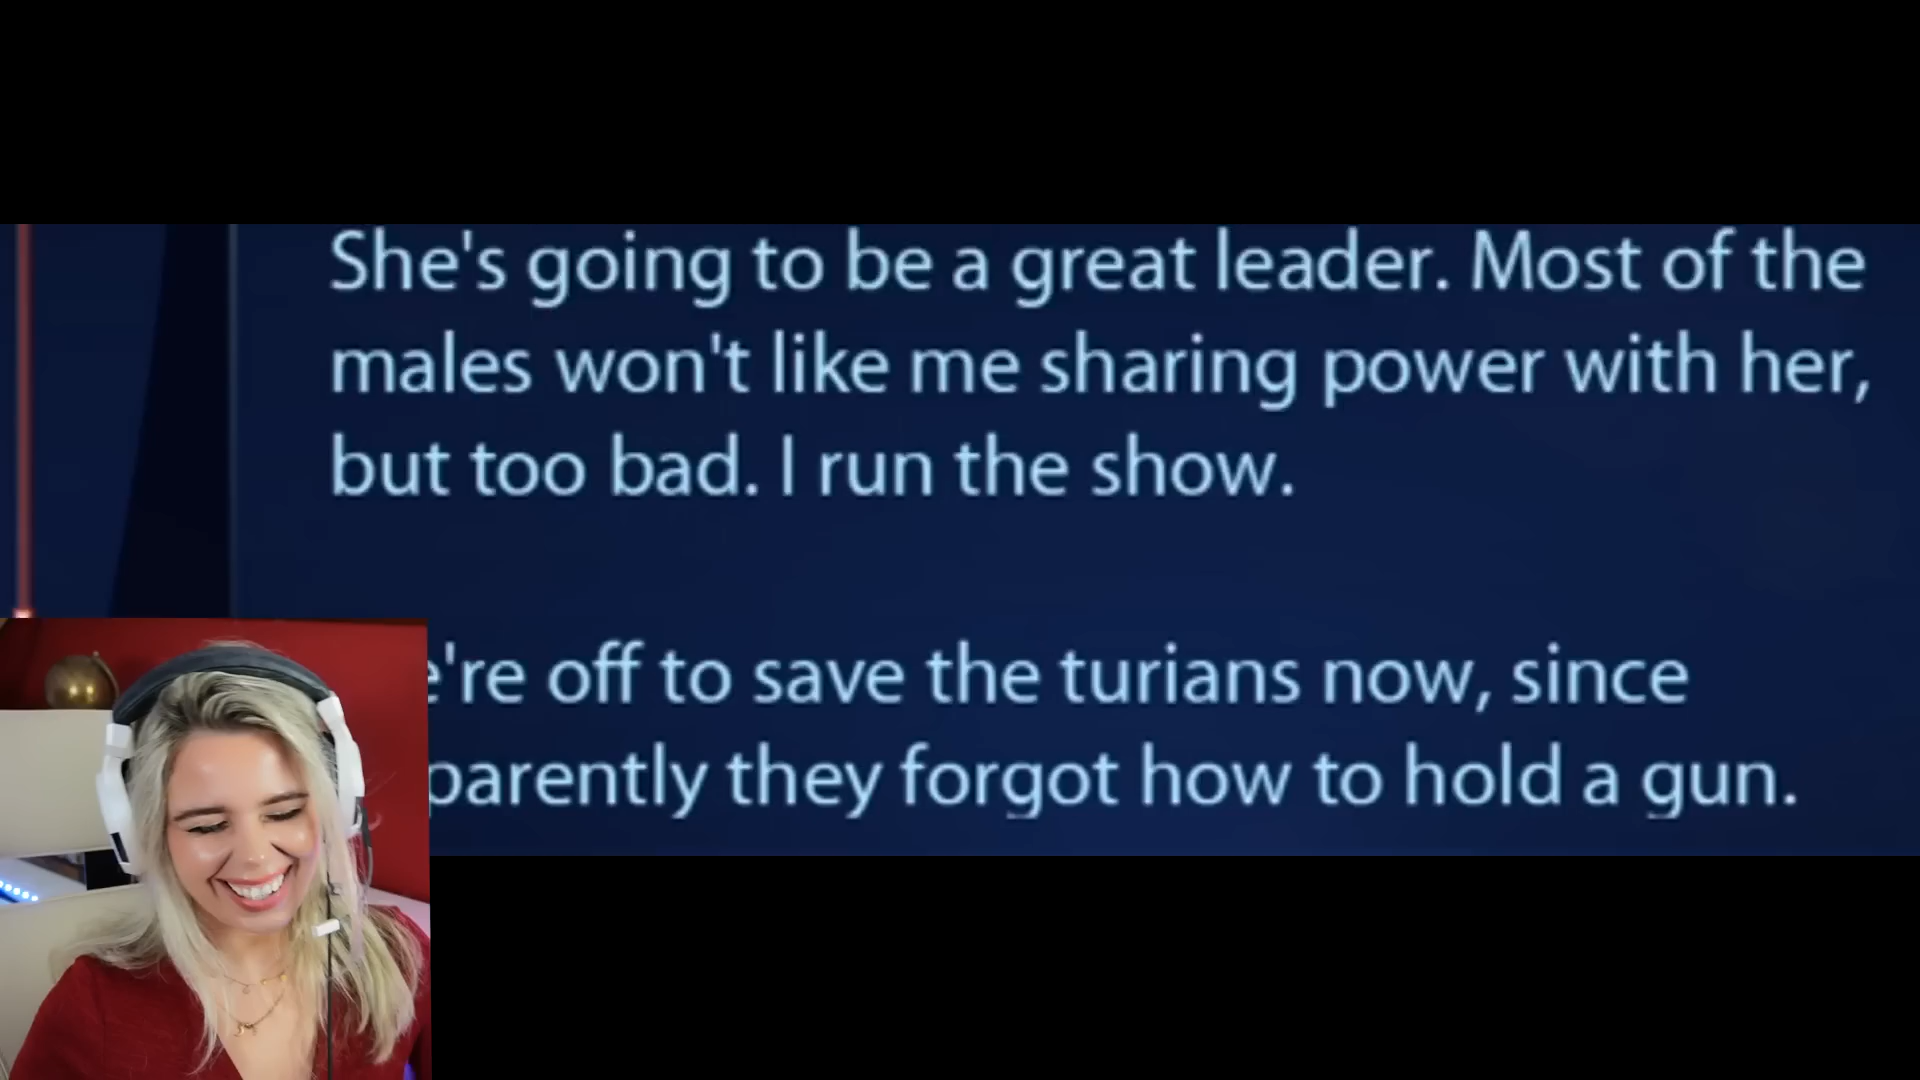 She's going to be a great leader. Most of the
males won't like me sharing power with her,
but too bad. I run the show.
e're off to save the turians now, since
parently they forgot how to hold a gun.